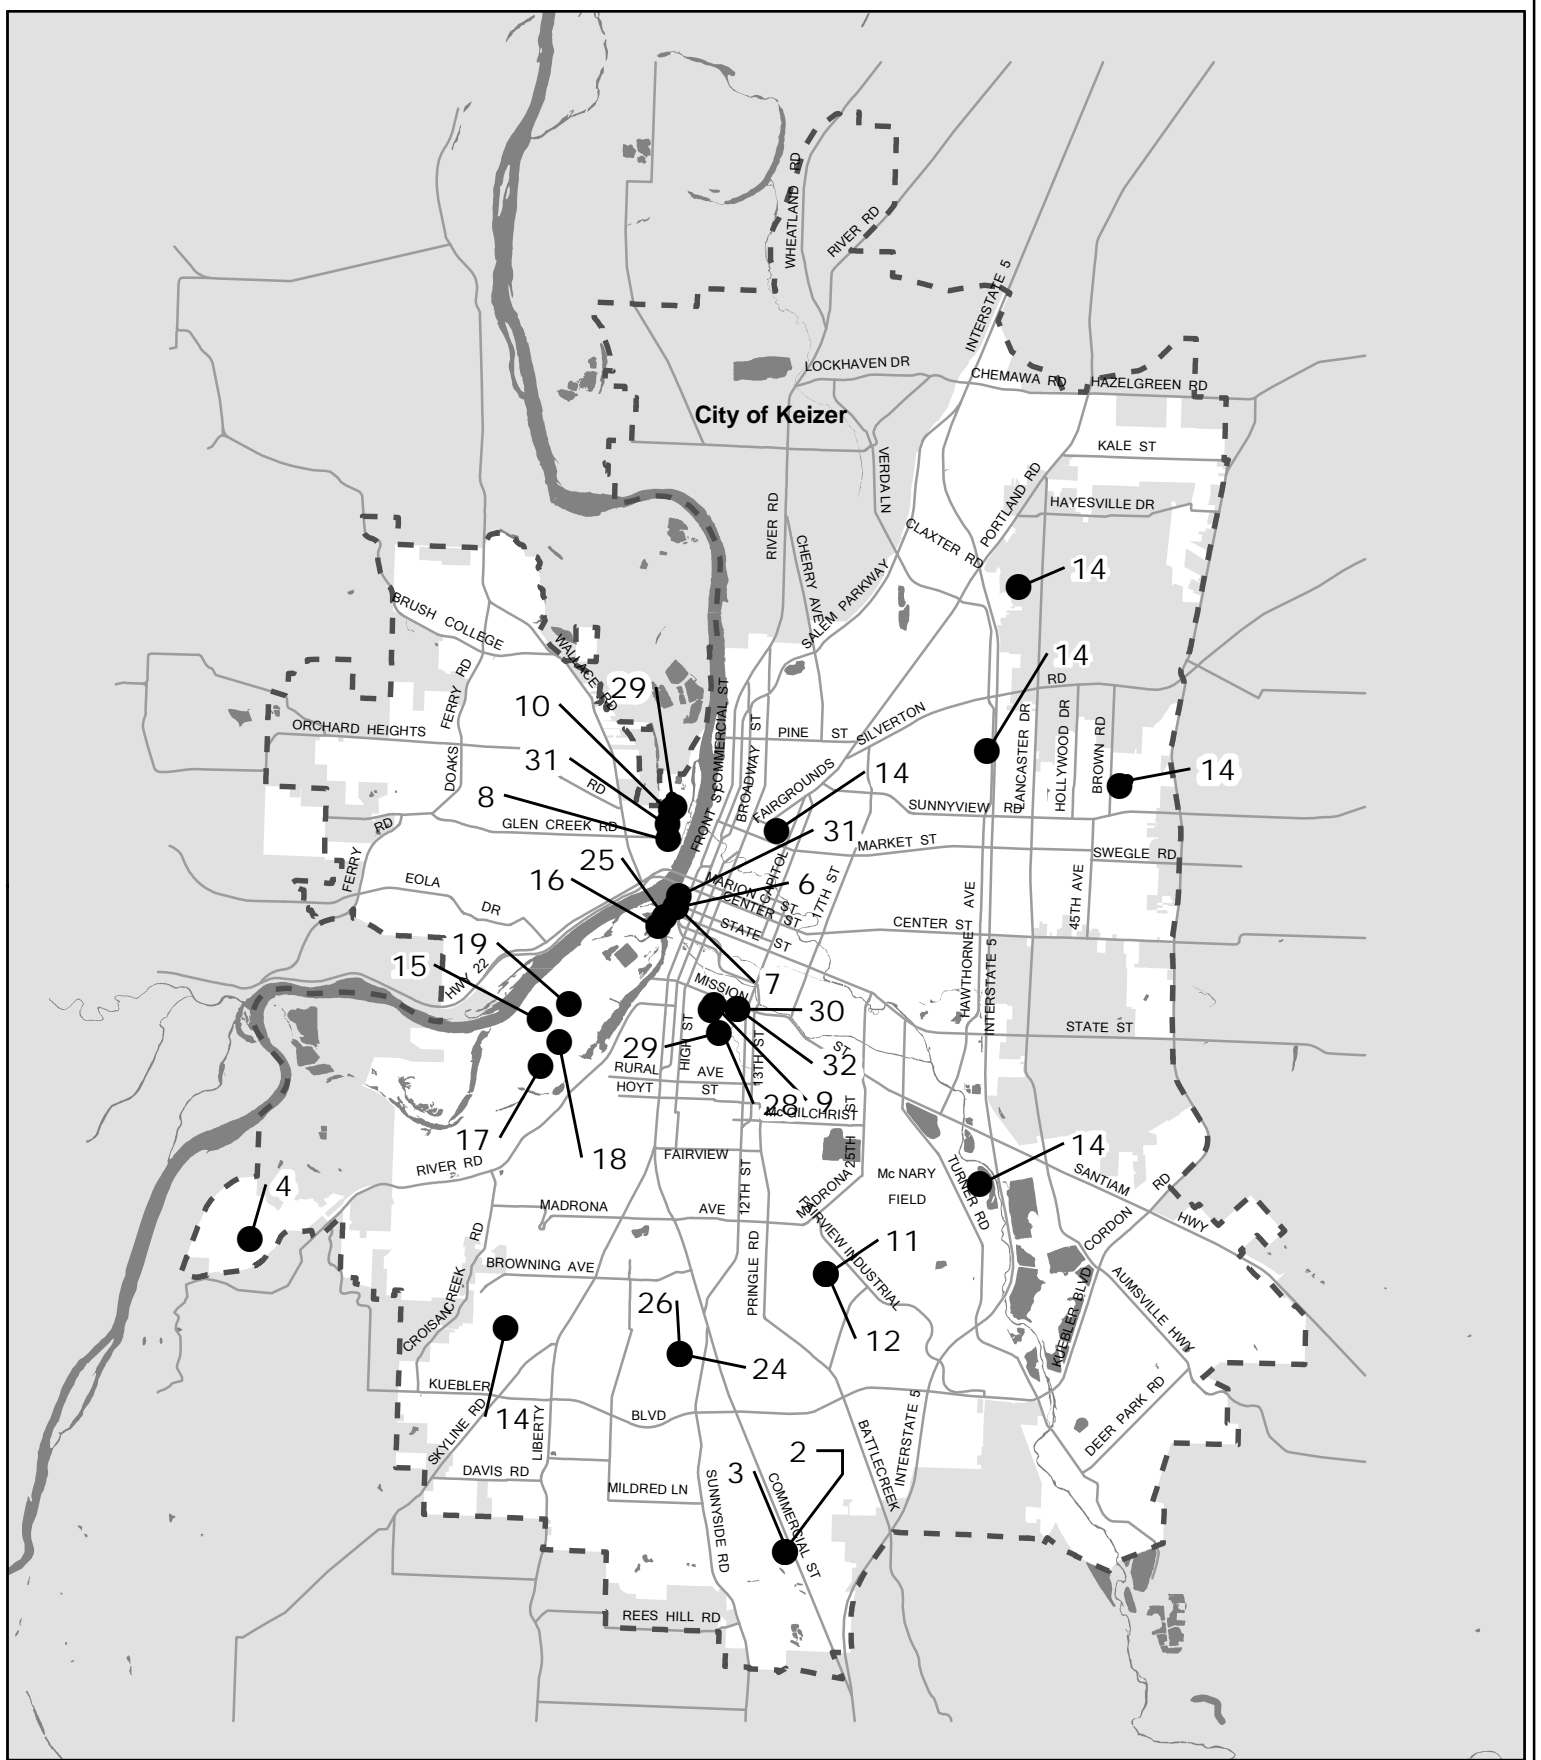 WHEATLAND RD
RIVER RD
INTERSTATE 5
LOCKHAVEN DR
CHEMAWA RD
HAZELGREEN RD
City of Keizer
KALE ST
VERDA LN
PORTLAND RD
HAYESVILLE DR
RIVER RD
CLAXTER RD
CHERRY AVE
SALEM PARKWAY
14
BRUSH COLLEGE
WALLACE RD
14
RD
FERRY RD
29
10
COMMERCIAL ST
BROADWAY ST
ORCHARD HEIGHTS
PINE ST
SILVERTON
LANCASTER DR
HOLLYWOOD DR
BROWN RD
31
DOAKS
RD
14
14
FAIRGROUNDS
8
FRONT ST
SUNNYVIEW RD
GLEN CREEK RD
RD
31
MARKET ST
SWEGLE RD
25
FERRY
16
EOLA
DR
MARION ST
CAPITOL
6
17TH ST
CENTER ST
HAWTHORNE AVE
45TH AVE
CENTER ST
STATE ST
19
15
HWY 22
INTERSTATE 5
7
MISSION
ST
30
STATE ST
29
HIGH ST
13TH ST
32
RURAL AVE
HOYT ST
28
9
Mc GILCHRIST ST
17
18
FAIRVIEW
25TH
RIVER RD
12TH ST
Mc NARY
FIELD
TURNER RD
14
SANTIAM
HWY
CORDON RD
4
MADRONA AVE
MADRONA
FAIRVIEW INDUSTRIAL
CROISAN CREEK RD
BROWNING AVE
PRINGLE RD
11
KUEBLER BLVD
AUMSVILLE HWY
26
12
24
KUEBLER
BLVD
14
SKYLINE RD
LIBERTY
DEER PARK RD
BATTLECREEK
INTERSTATE 5
DAVIS RD
MILDRED LN
3
2
SUNNYSIDE RD
COMMERCIAL ST
REES HILL RD